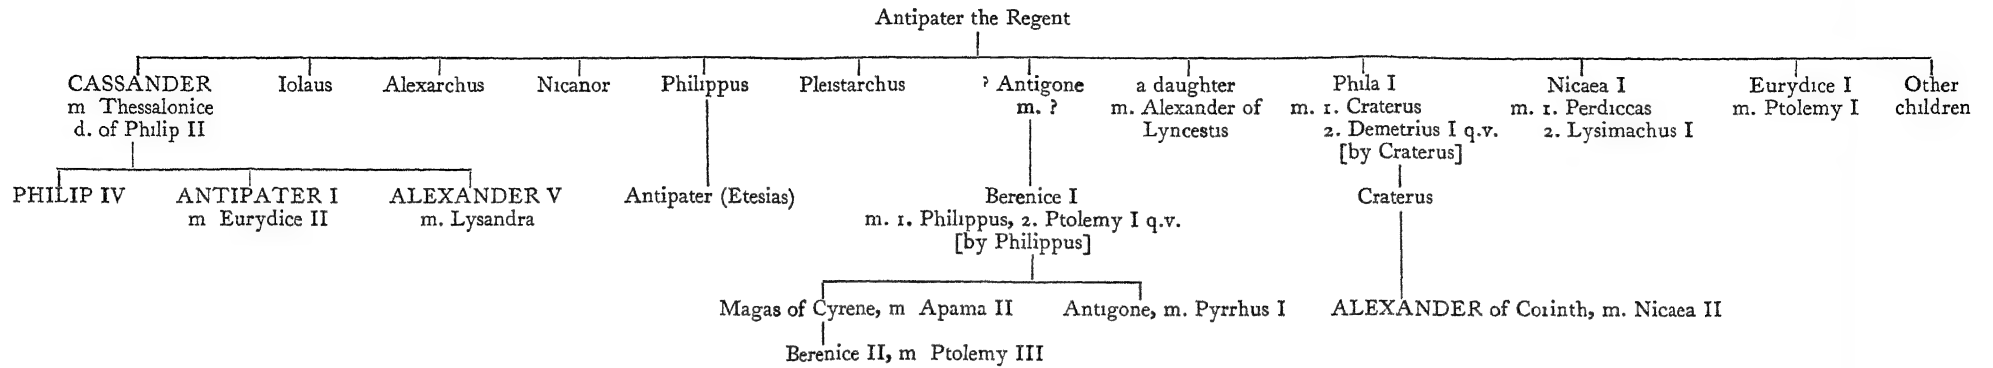 Antipater the Regent
CASSANDER Iolaus Alexarchus Nicanor Philippus Pleistarchus ? Antigone a daughter Phila I Nicaea I Eurydice I Other
m Thessalonice m. ? m. Alexander of m. 1. Craterus m. 1. Perdiccas m. Ptolemy I children
d. of Philip II Lyncestis 2. Demetrius I q.v. 2. Lysimachus I
[by Craterus]
PHILIP IV ANTIPATER I ALEXANDER V Antipater (Etesias) Berenice I Craterus
m Eurydice II m. Lysandra m. 1. Philippus, 2. Ptolemy I q.v.
[by Philippus]
Magas of Cyrene, m Apama II Antigone, m. Pyrrhus I ALEXANDER of Corinth, m. Nicaea II
Berenice II, m Ptolemy III